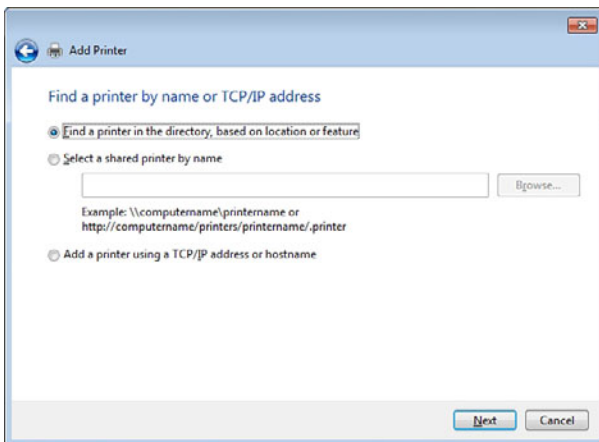 Add Printer
Find a printer by name or TCP/IP address
Find a printer in the directory, based on location or feature
Select a shared printer by name
Browse...
Example: \\computername\printername or
http://computername/printers/printername/.printer
Add a printer using a TCP/IP address or hostname
Next Cancel